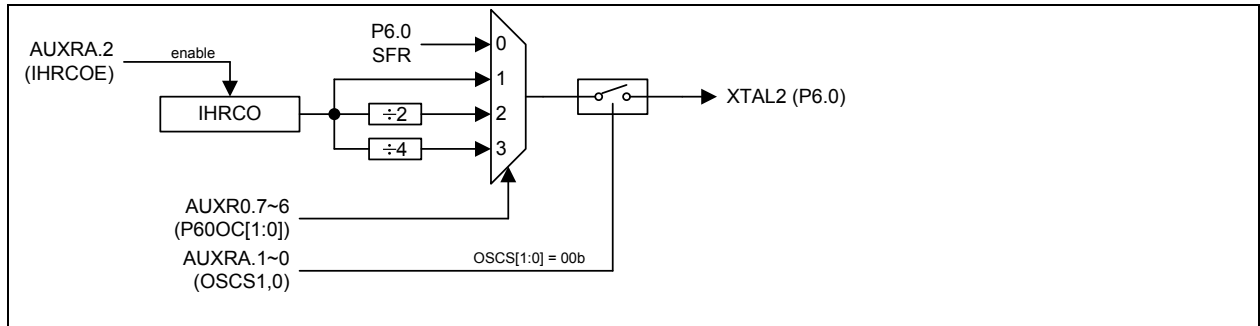 AUXRA.2
(IHRCOE)
enable
IHRCO
P6.0
SFR
0
1
÷2
2
÷4
3
XTAL2 (P6.0)
AUXR0.7~6
(P60OC[1:0])
AUXRA.1~0
(OSCS1,0)
OSCS[1:0] = 00b